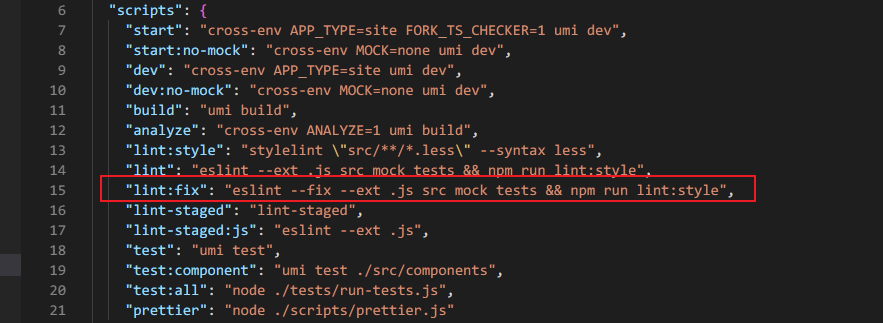 6 "scripts": {
7 "start": "cross-env APP_TYPE=site FORK_TS_CHECKER=1 umi dev",
8 "start:no-mock": "cross-env MOCK=none umi dev",
9 "dev": "cross-env APP_TYPE=site umi dev",
10 "dev:no-mock": "cross-env MOCK=none umi dev",
11 "build": "umi build",
12 "analyze": "cross-env ANALYZE=1 umi build",
13 "lint:style": "stylelint \"src/**/*.less\" --syntax less",
14 "lint": "eslint --ext .js src mock tests && npm run lint:style",
15 "lint:fix": "eslint --fix --ext .js src mock tests && npm run lint:style",
16 "lint-staged": "lint-staged",
17 "lint-staged:js": "eslint --ext .js",
18 "test": "umi test",
19 "test:component": "umi test ./src/components",
20 "test:all": "node ./tests/run-tests.js",
21 "prettier": "node ./scripts/prettier.js"